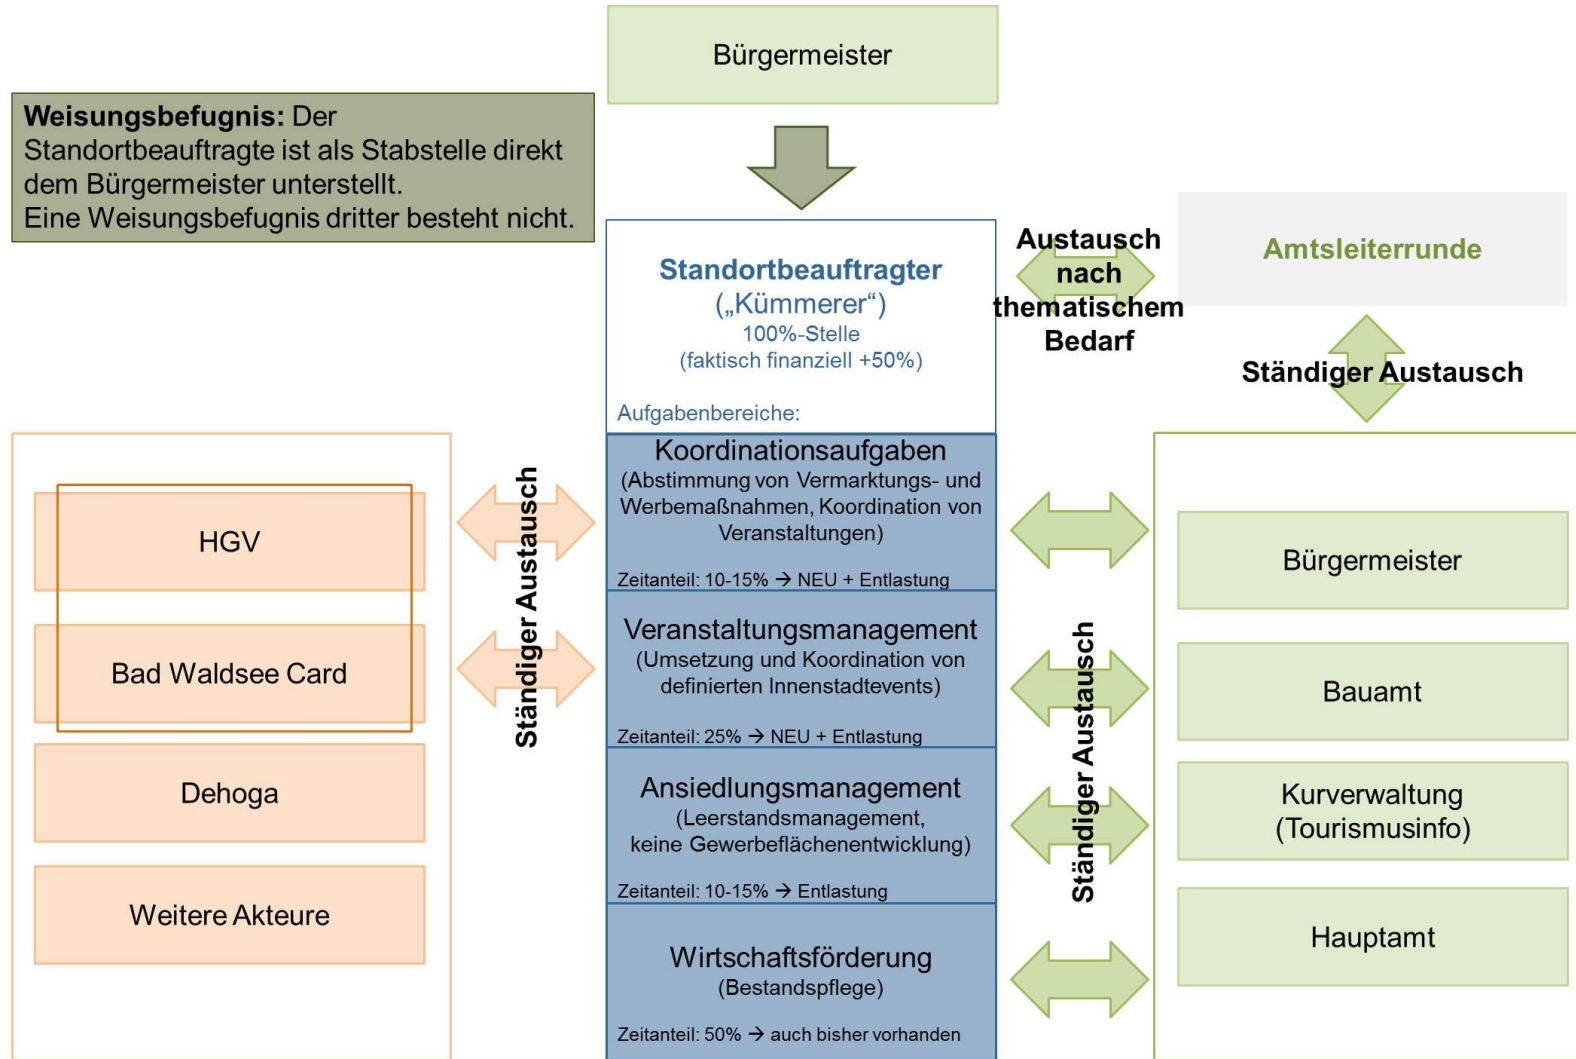 Bürgermeister
Weisungsbefugnis: Der
Standortbeauftragte ist als Stabstelle direkt
dem Bürgermeister unterstellt.
Eine Weisungsbefugnis dritter besteht nicht.
Standortbeauftragter
(„Kümmerer“)
100%-Stelle
(faktisch finanziell +50%)
Aufgabenbereiche:
Austausch
nach
thematischem
Bedarf
Amtsleiterrunde
Ständiger Austausch
HGV
Bad Waldsee Card
Dehoga
Weitere Akteure
Ständiger Austausch
Koordinationsaufgaben
(Abstimmung von Vermarktungs- und
Werbemaßnahmen, Koordination von
Veranstaltungen)
Zeitanteil: 10-15% → NEU + Entlastung
Veranstaltungsmanagement
(Umsetzung und Koordination von
definierten Innenstadtevents)
Zeitanteil: 25% → NEU + Entlastung
Ansiedlungsmanagement
(Leerstandsmanagement,
keine Gewerbeflächenentwicklung)
Zeitanteil: 10-15% → Entlastung
Wirtschaftsförderung
(Bestandspflege)
Zeitanteil: 50% → auch bisher vorhanden
Ständiger Austausch
Bürgermeister
Bauamt
Kurverwaltung
(Tourismusinfo)
Hauptamt